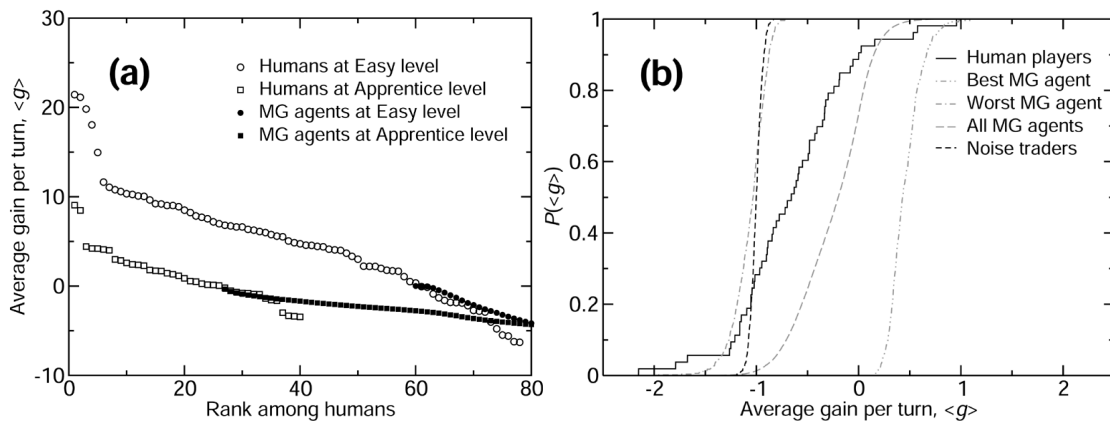 (a)
Humans at Easy level
Humans at Apprentice level
MG agents at Easy level
MG agents at Apprentice level
30
20
10
0
-10
Average gain per turn, <g>
0
20
40
60
80
Rank among humans
(b)
Human players
Best MG agent
Worst MG agent
All MG agents
Noise traders
1
0.8
0.6
0.4
0.2
0
P(<g>)
-2
-1
0
1
2
Average gain per turn, <g>